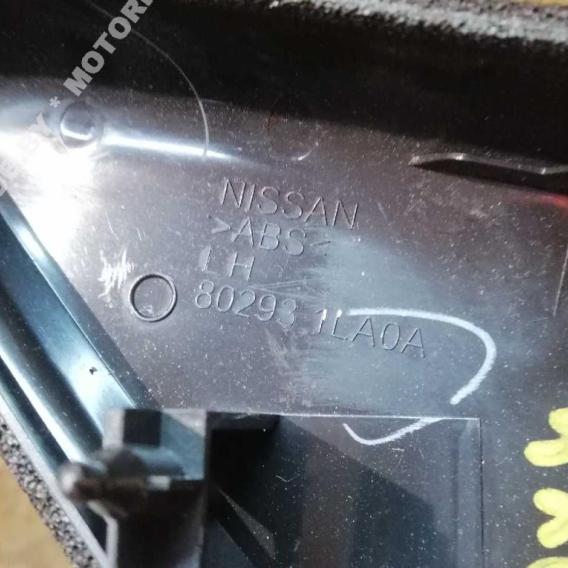 MOTOR
NISSAN
>ABS<
LH
80293 1LA0A